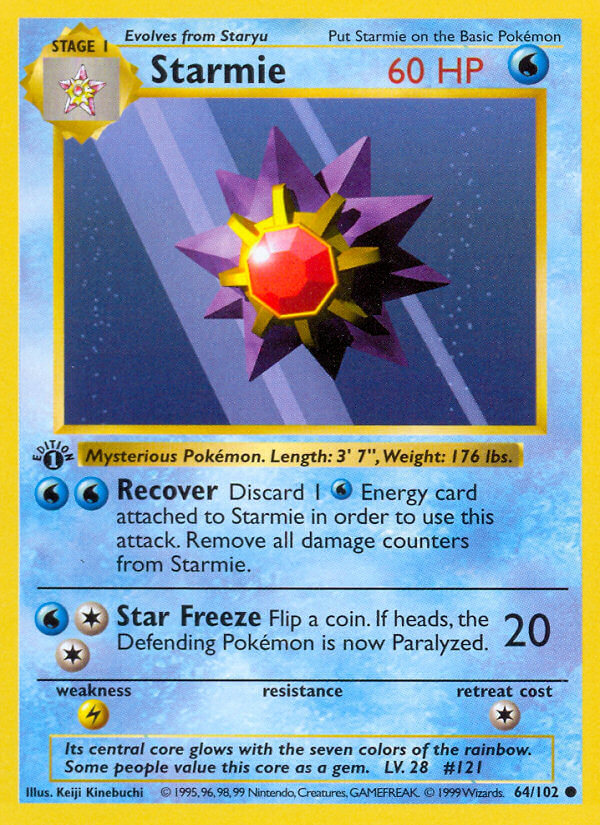 Evolves from Staryu Put Starmie on the Basic Pokémon
STAGE 1
Starmie 60 HP
EDITION
1
Mysterious Pokémon. Length: 3' 7", Weight: 176 lbs.
Recover Discard 1 Energy card
attached to Starmie in order to use this
attack. Remove all damage counters
from Starmie.
Star Freeze Flip a coin. If heads, the
Defending Pokémon is now Paralyzed. 20
weakness resistance retreat cost
Its central core glows with the seven colors of the rainbow.
Some people value this core as a gem. LV. 28 #121
Illus. Keiji Kinebuchi © 1995, 96, 98, 99 Nintendo, Creatures, GAMEFREAK. © 1999 Wizards. 64/102